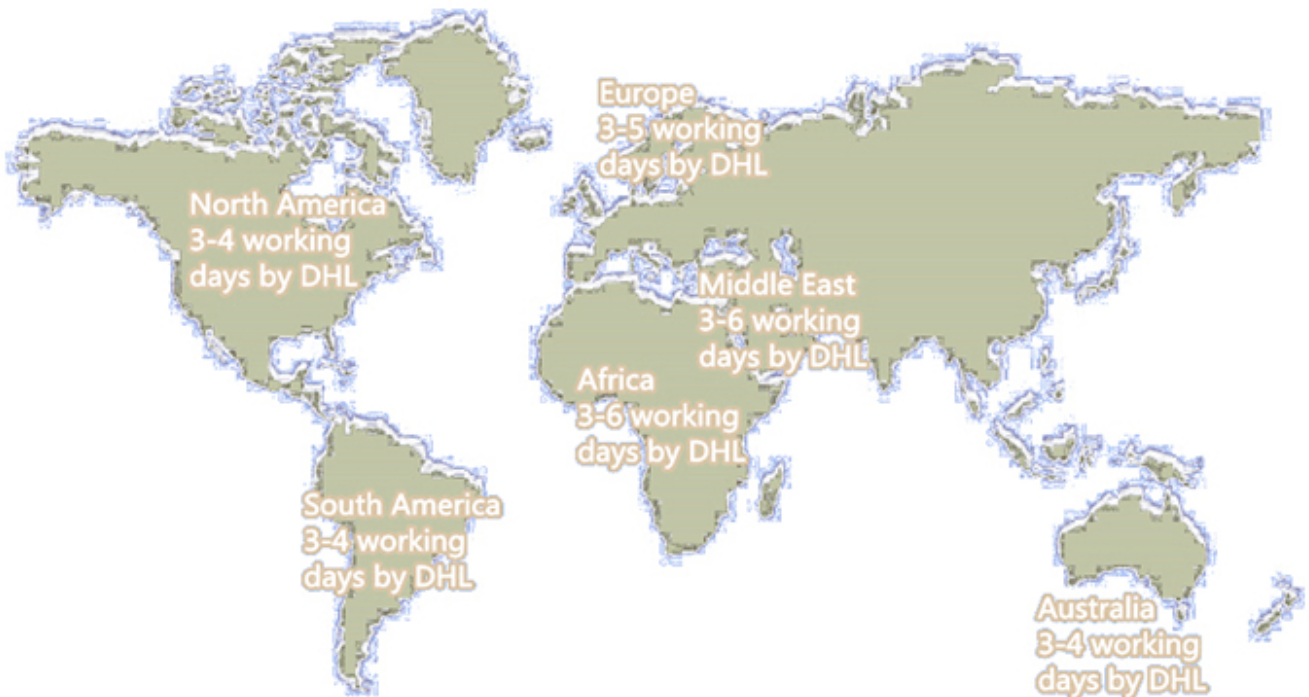 Europe
3-5 working
days by DHL
North America
3-4 working
days by DHL
Middle East
3-6 working
days by DHL
Africa
3-6 working
days by DHL
South America
3-4 working
days by DHL
Australia
3-4 working
days by DHL